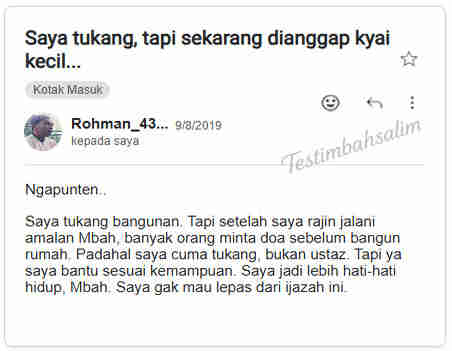 Saya tukang, tapi sekarang dianggap kyai
kecil...
Kotak Masuk
Rohman_43... 9/8/2019
kepada saya
Testimbahsalim
Ngapunten..
Saya tukang bangunan. Tapi setelah saya rajin jalani
amalan Mbah, banyak orang minta doa sebelum bangun
rumah. Padahal saya cuma tukang, bukan ustaz. Tapi ya
saya bantu sesuai kemampuan. Saya jadi lebih hati-hati
hidup, Mbah. Saya gak mau lepas dari ijazah ini.